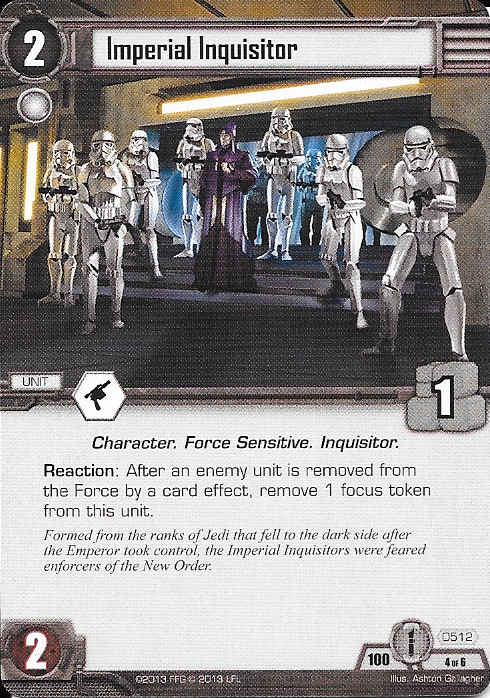 2
Imperial Inquisitor
UNIT
1
Character. Force Sensitive. Inquisitor.
Reaction: After an enemy unit is removed from
the Force by a card effect, remove 1 focus token
from this unit.
Formed from the ranks of Jedi that fell to the dark side after
the Emperor took control, the Imperial Inquisitors were feared
enforcers of the New Order.
2
100
0512
4 OF 6
©2013 FFG © 2013 LFL
Illus. Ashton Gallagher